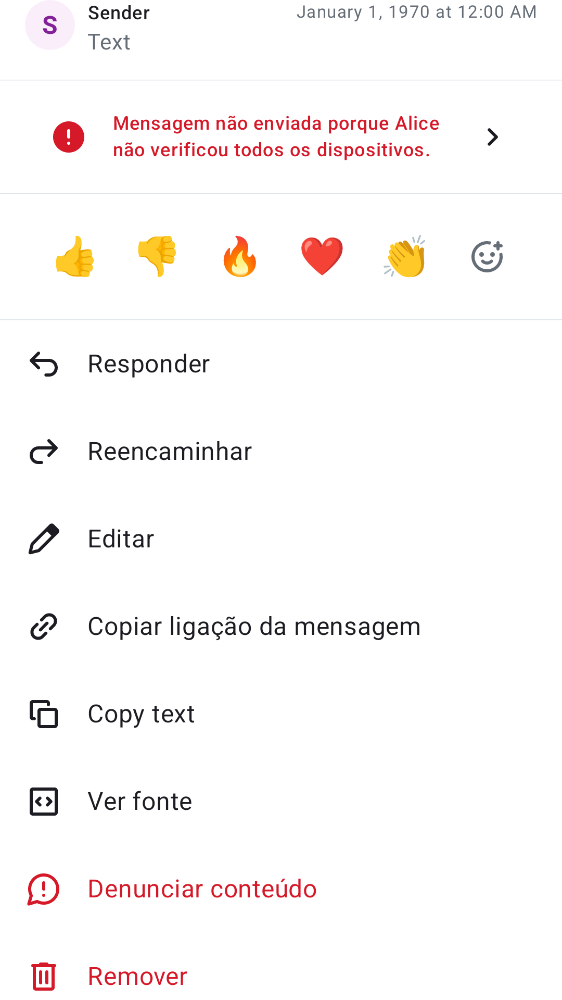 S
Sender
January 1, 1970 at 12:00 AM
Text
Mensagem não enviada porque Alice
não verificou todos os dispositivos.
Responder
Reencaminhar
Editar
Copiar ligação da mensagem
Copy text
Ver fonte
Denunciar conteúdo
Remover